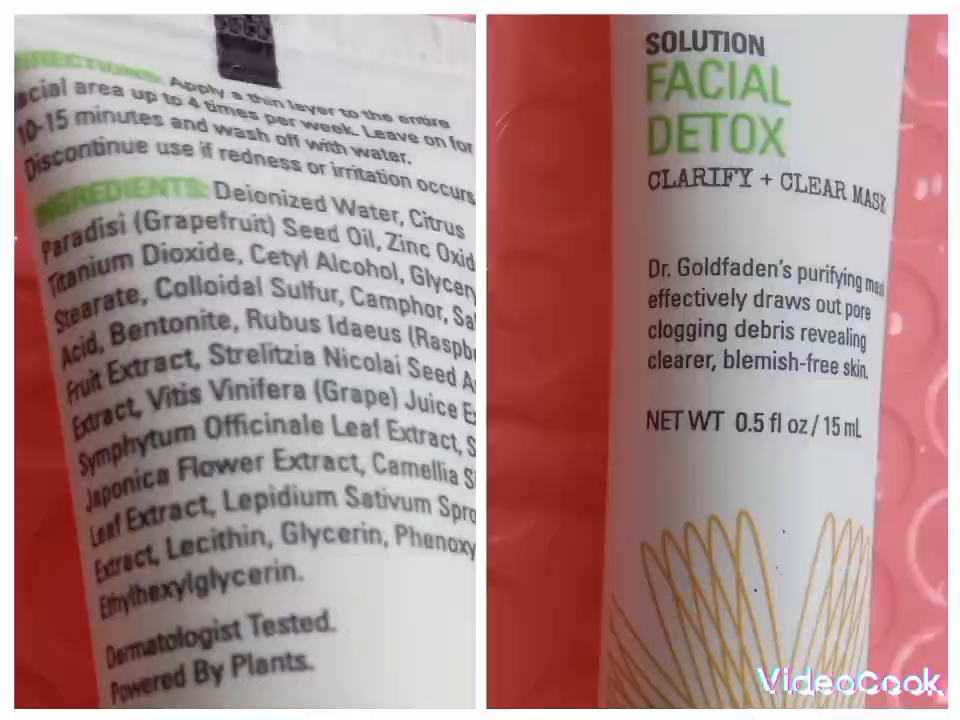 DIRECTIONS: Apply a thin layer to the entire
facial area up to 4 times per week. Leave on for
10-15 minutes and wash off with water.
Discontinue use if redness or irritation occurs
INGREDIENTS: Deionized Water, Citrus
Paradisi (Grapefruit) Seed Oil, Zinc Oxid
Titanium Dioxide, Cetyl Alcohol, Glycery
Stearate, Colloidal Sulfur, Camphor, Sal
Acid, Bentonite, Rubus Idaeus (Raspb
Fruit Extract, Strelitzia Nicolai Seed A
Extract, Vitis Vinifera (Grape) Juice E
Symphytum Officinale Leaf Extract, S
Japonica Flower Extract, Camellia S
Leaf Extract, Lepidium Sativum Spro
Extract, Lecithin, Glycerin, Phenoxy
Ethylhexylglycerin.
Dermatologist Tested.
Powered By Plants.
SOLUTION
FACIAL
DETOX
CLARIFY + CLEAR MASK
Dr. Goldfaden's purifying mas
effectively draws out pore
clogging debris revealing
clearer, blemish-free skin.
NET WT 0.5 fl oz / 15 mL
VideoCook